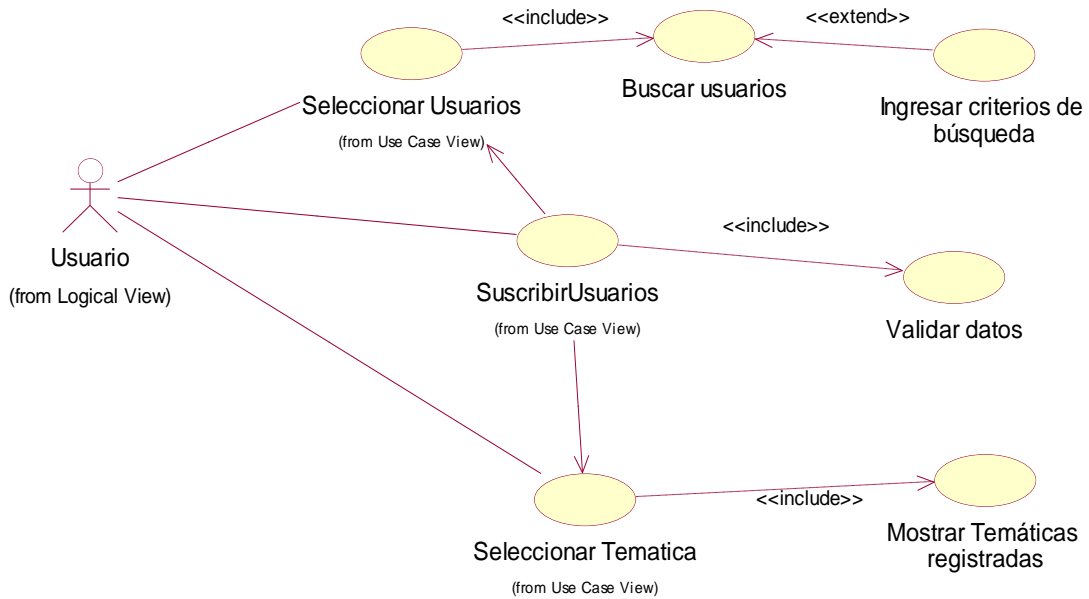 <<include>>
<<extend>>
Buscar usuarios
Seleccionar Usuarios
(from Use Case View)
Ingresar criterios de
búsqueda
Usuario
(from Logical View)
<<include>>
SuscribirUsuarios
(from Use Case View)
Validar datos
<<include>>
Seleccionar Tematica
(from Use Case View)
Mostrar Temáticas
registradas